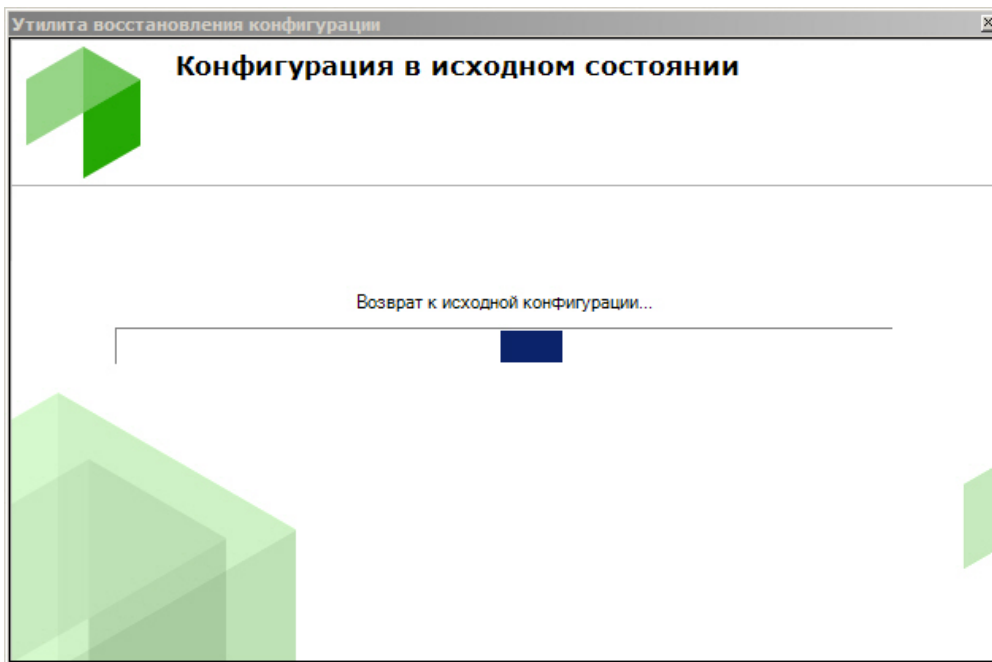 Утилита восстановления конфигурации
Конфигурация в исходном состоянии
Возврат к исходной конфигурации...